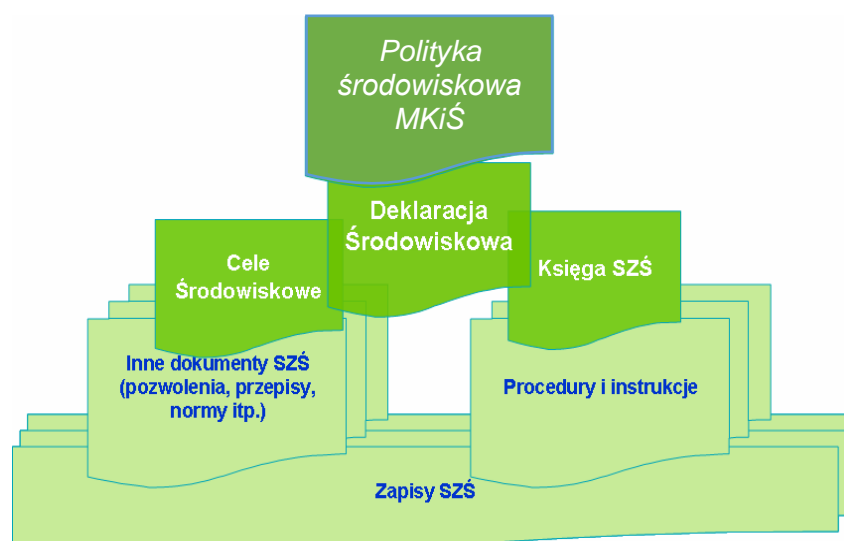 Polityka
środowiskowa
MKiŚ
Deklaracja
Środowiskowa
Cele
Środowiskowe
Księga SZŚ
Inne dokumenty SZŚ
(pozwolenia, przepisy,
normy itp.)
Procedury i instrukcje
Zapisy SZŚ